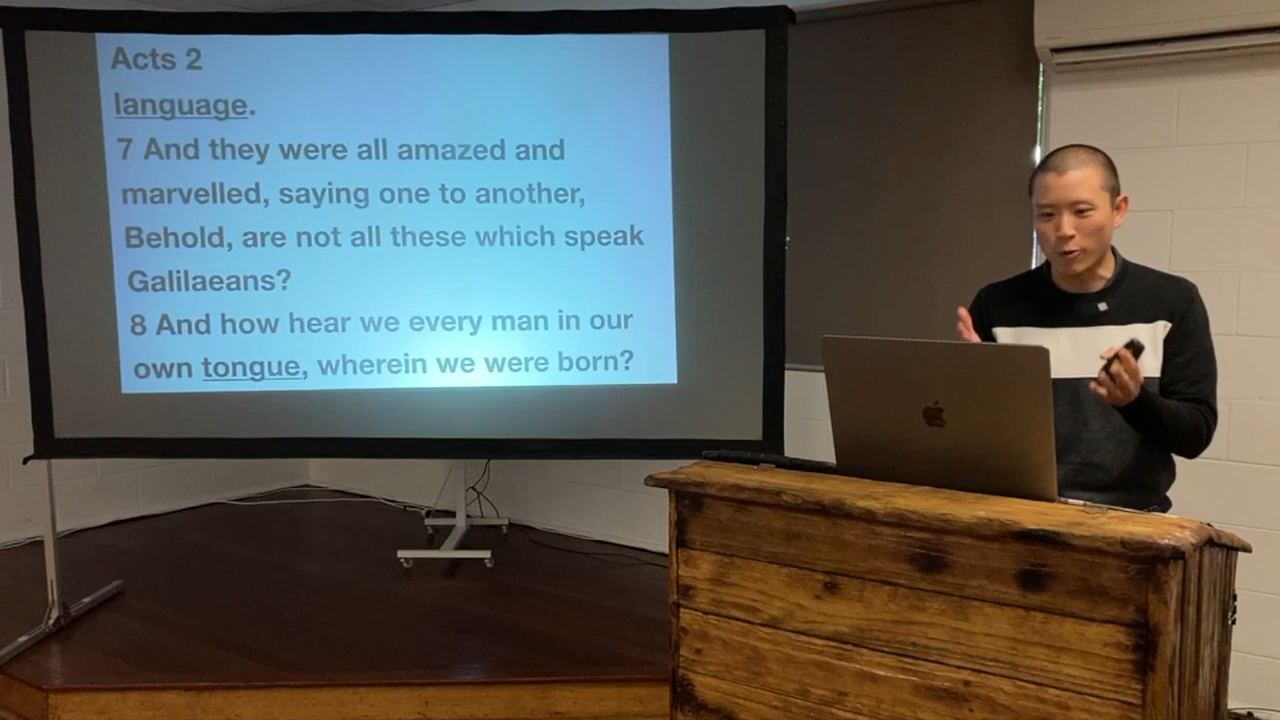 Acts 2
language.
7 And they were all amazed and
marvelled, saying one to another,
Behold, are not all these which speak
Galilaeans?
8 And how hear we every man in our
own tongue, wherein we were born?